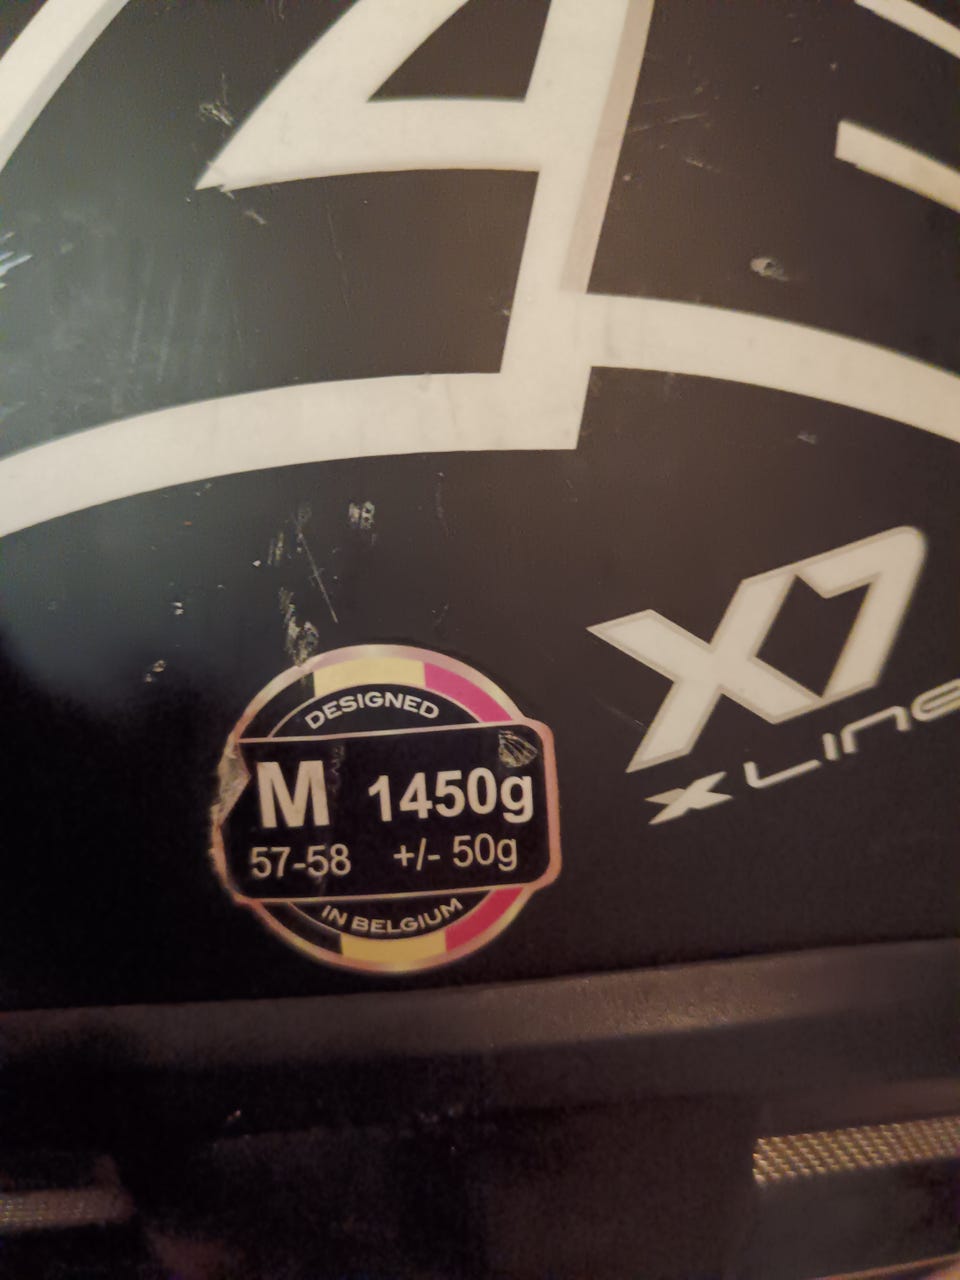 X7
X LINE
DESIGNED
M 1450g
57-58 +/- 50g
IN BELGIUM